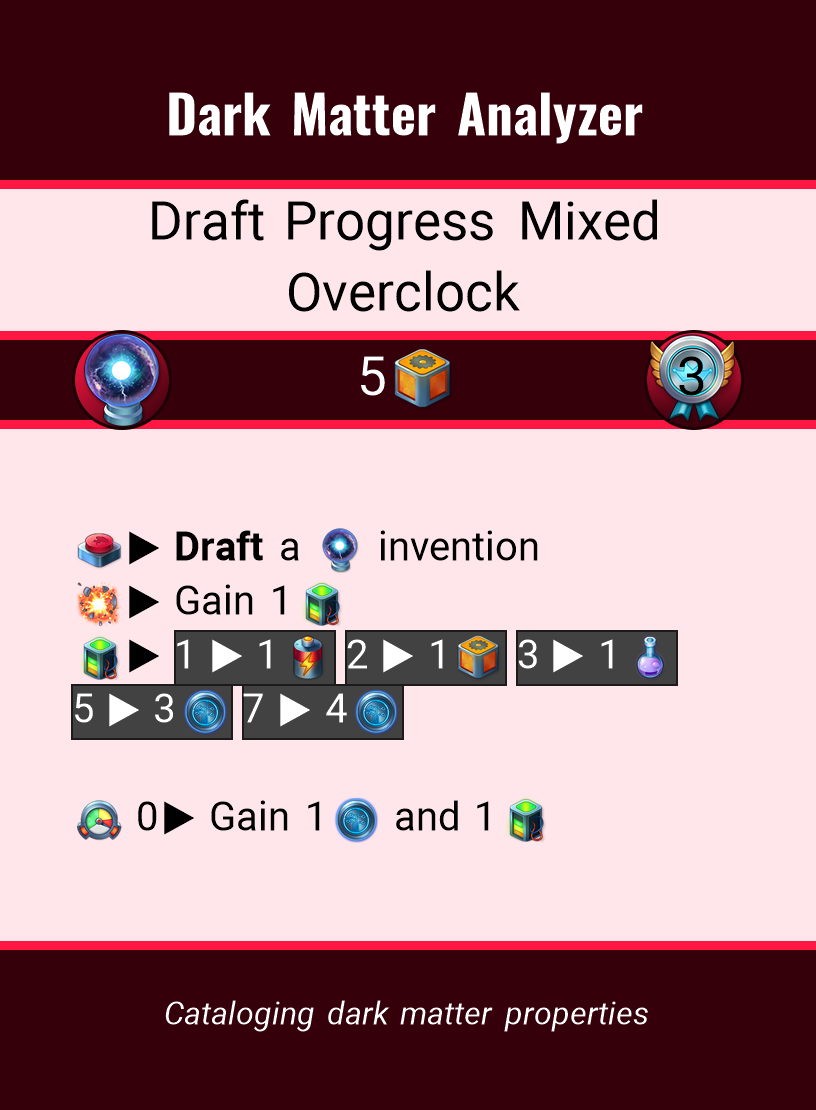 Dark Matter Analyzer
Draft Progress Mixed
Overclock
5
3
▶ Draft a invention
▶ Gain 1
▶ 1 ▶ 1 2 ▶ 1 3 ▶ 1
5 ▶ 3 7 ▶ 4
0▶ Gain 1 and 1
Cataloging dark matter properties